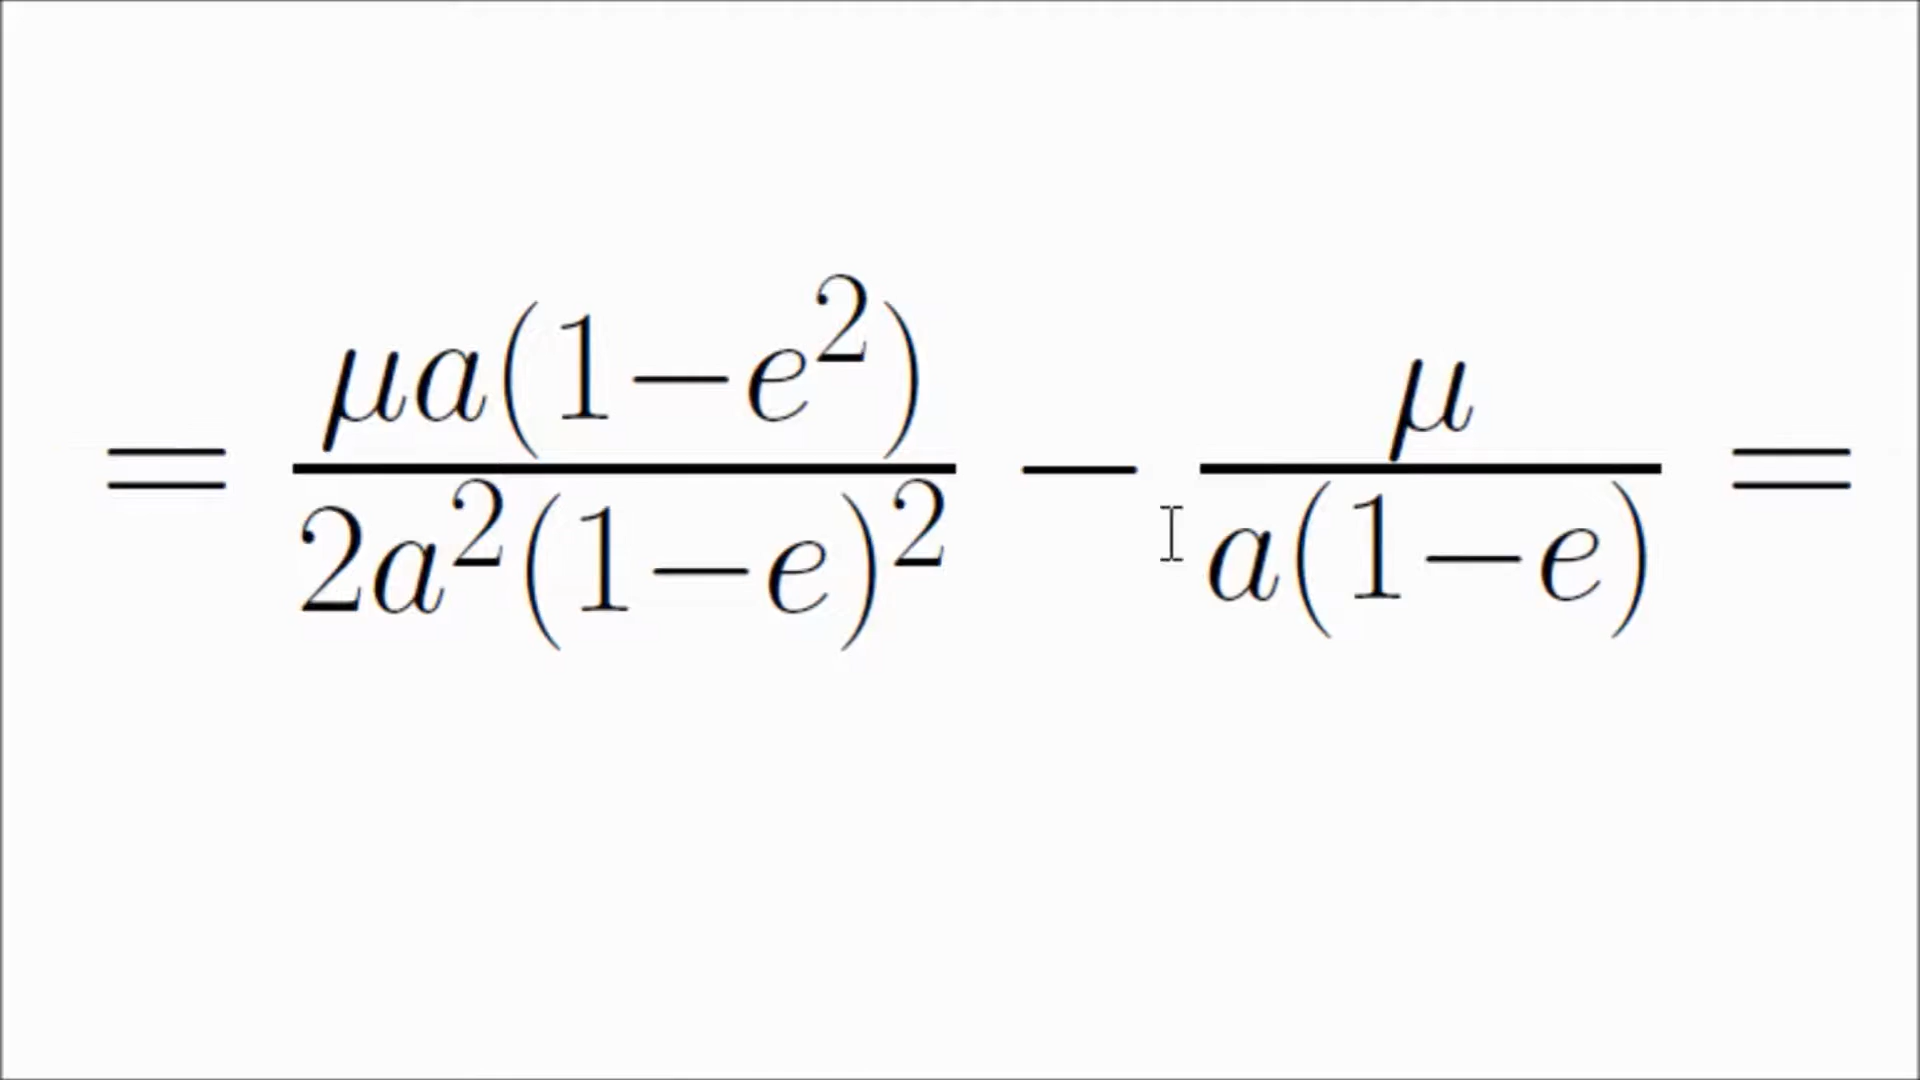 = μa(1−e²) / 2a²(1−e)² − μ / a(1−e) =